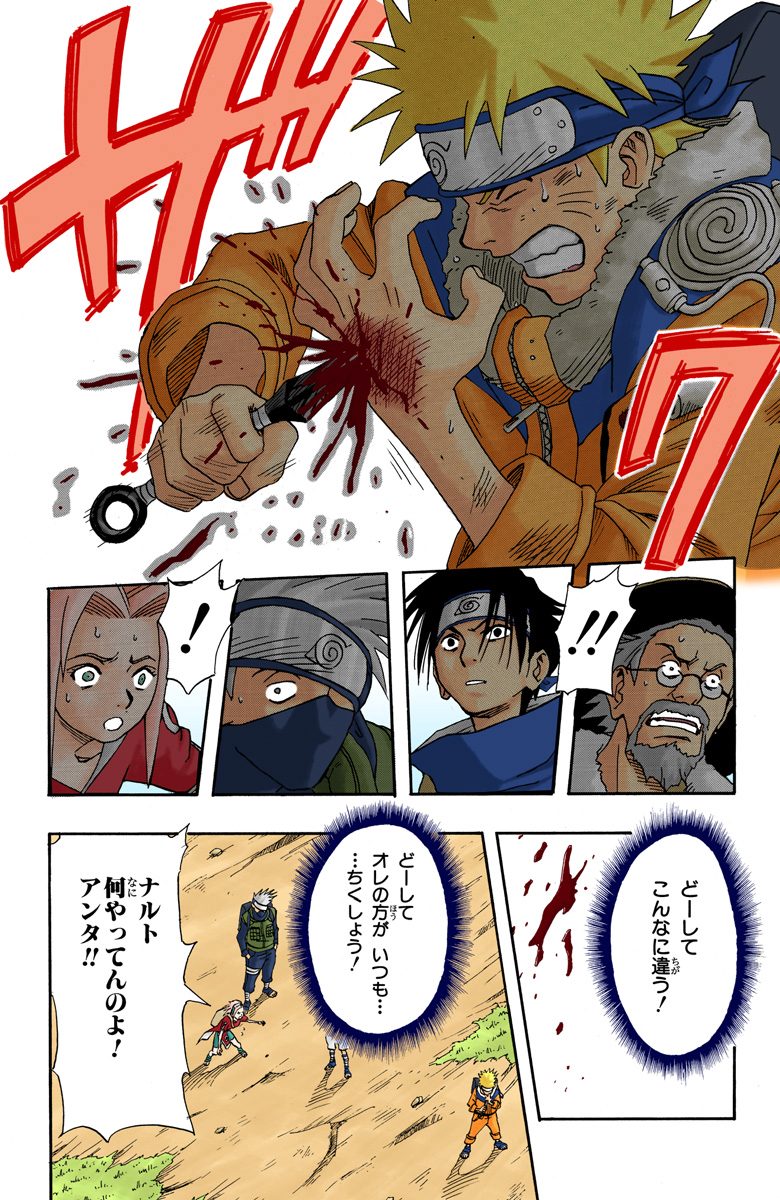 ザクッ
!
!!
どーして
こんなに違う!
どーして
オレの方が いつも…
…ちくしょう!
ナルト
何やってんのよ!
アンタ!!